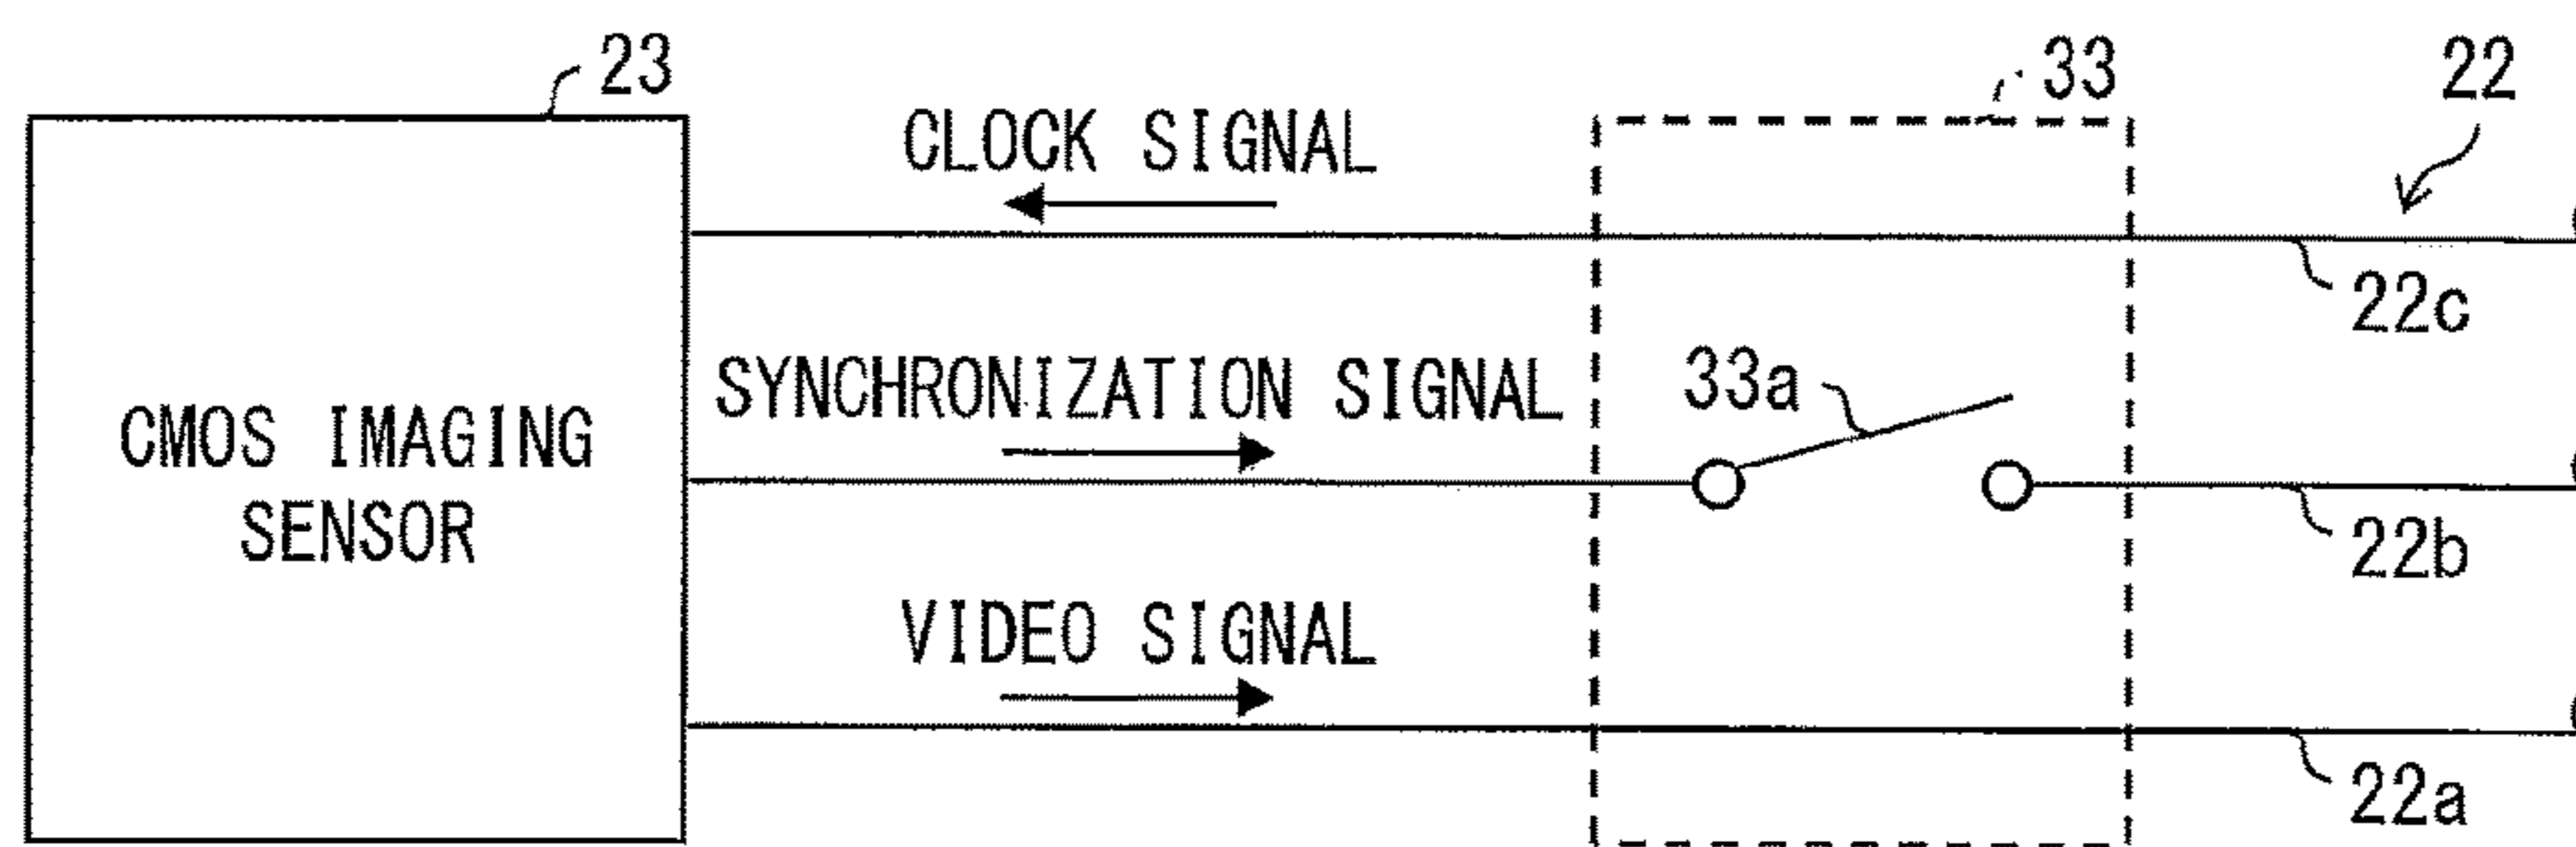 23
33
22
CLOCK SIGNAL
22c
SYNCHRONIZATION SIGNAL
33a
CMOS IMAGING
SENSOR
22b
VIDEO SIGNAL
22a